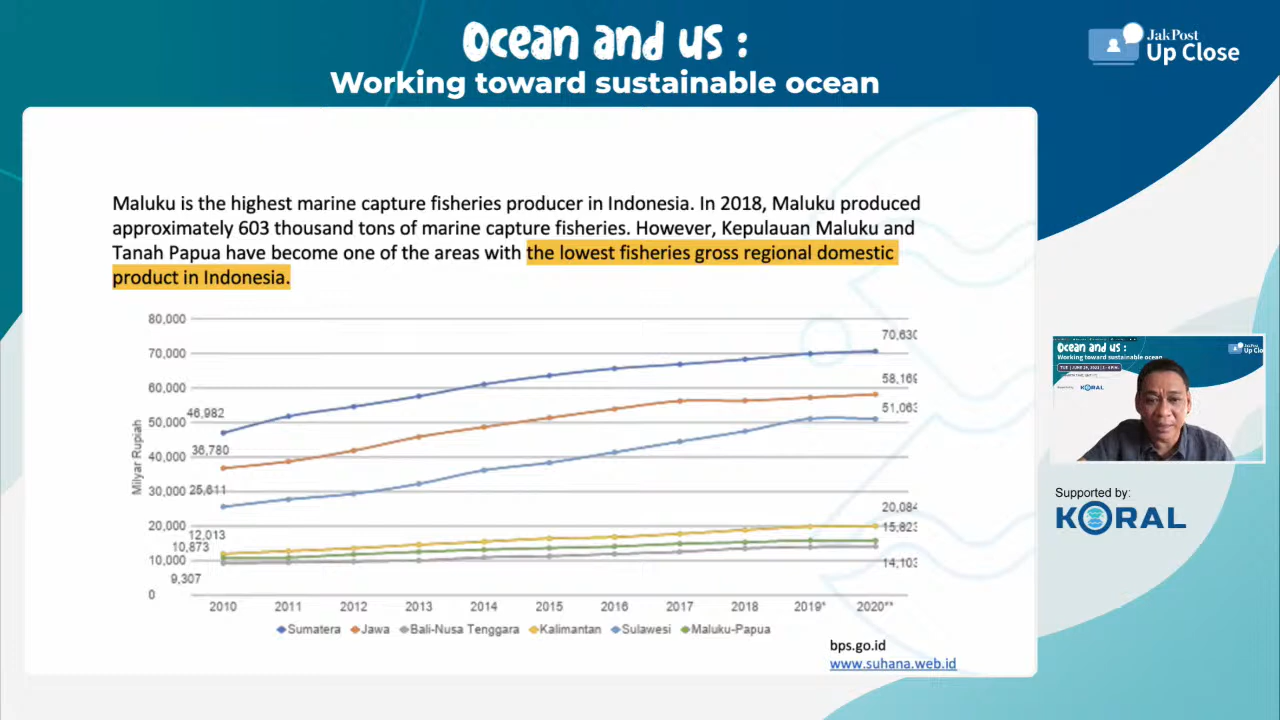 Ocean and us :
Working toward sustainable ocean
JakPost
Up Close
Maluku is the highest marine capture fisheries producer in Indonesia. In 2018, Maluku produced
approximately 603 thousand tons of marine capture fisheries. However, Kepulauan Maluku and
Tanah Papua have become one of the areas with the lowest fisheries gross regional domestic
product in Indonesia.
80,000
70,000
60,000
50,000
40,000
30,000
20,000
10,000
0
Milyar Rupiah
46,982
36,780
25,611
12,013
10,873
9,307
70,630
58,169
51,063
20,084
15,823
14,103
2010 2011 2012 2013 2014 2015 2016 2017 2018 2019* 2020**
Sumatera Jawa Bali-Nusa Tenggara Kalimantan Sulawesi Maluku-Papua
bps.go.id
www.suhana.web.id
Ocean and us :
Working toward sustainable ocean
JakPost
Up Clo
KORAL
Supported by:
KORAL